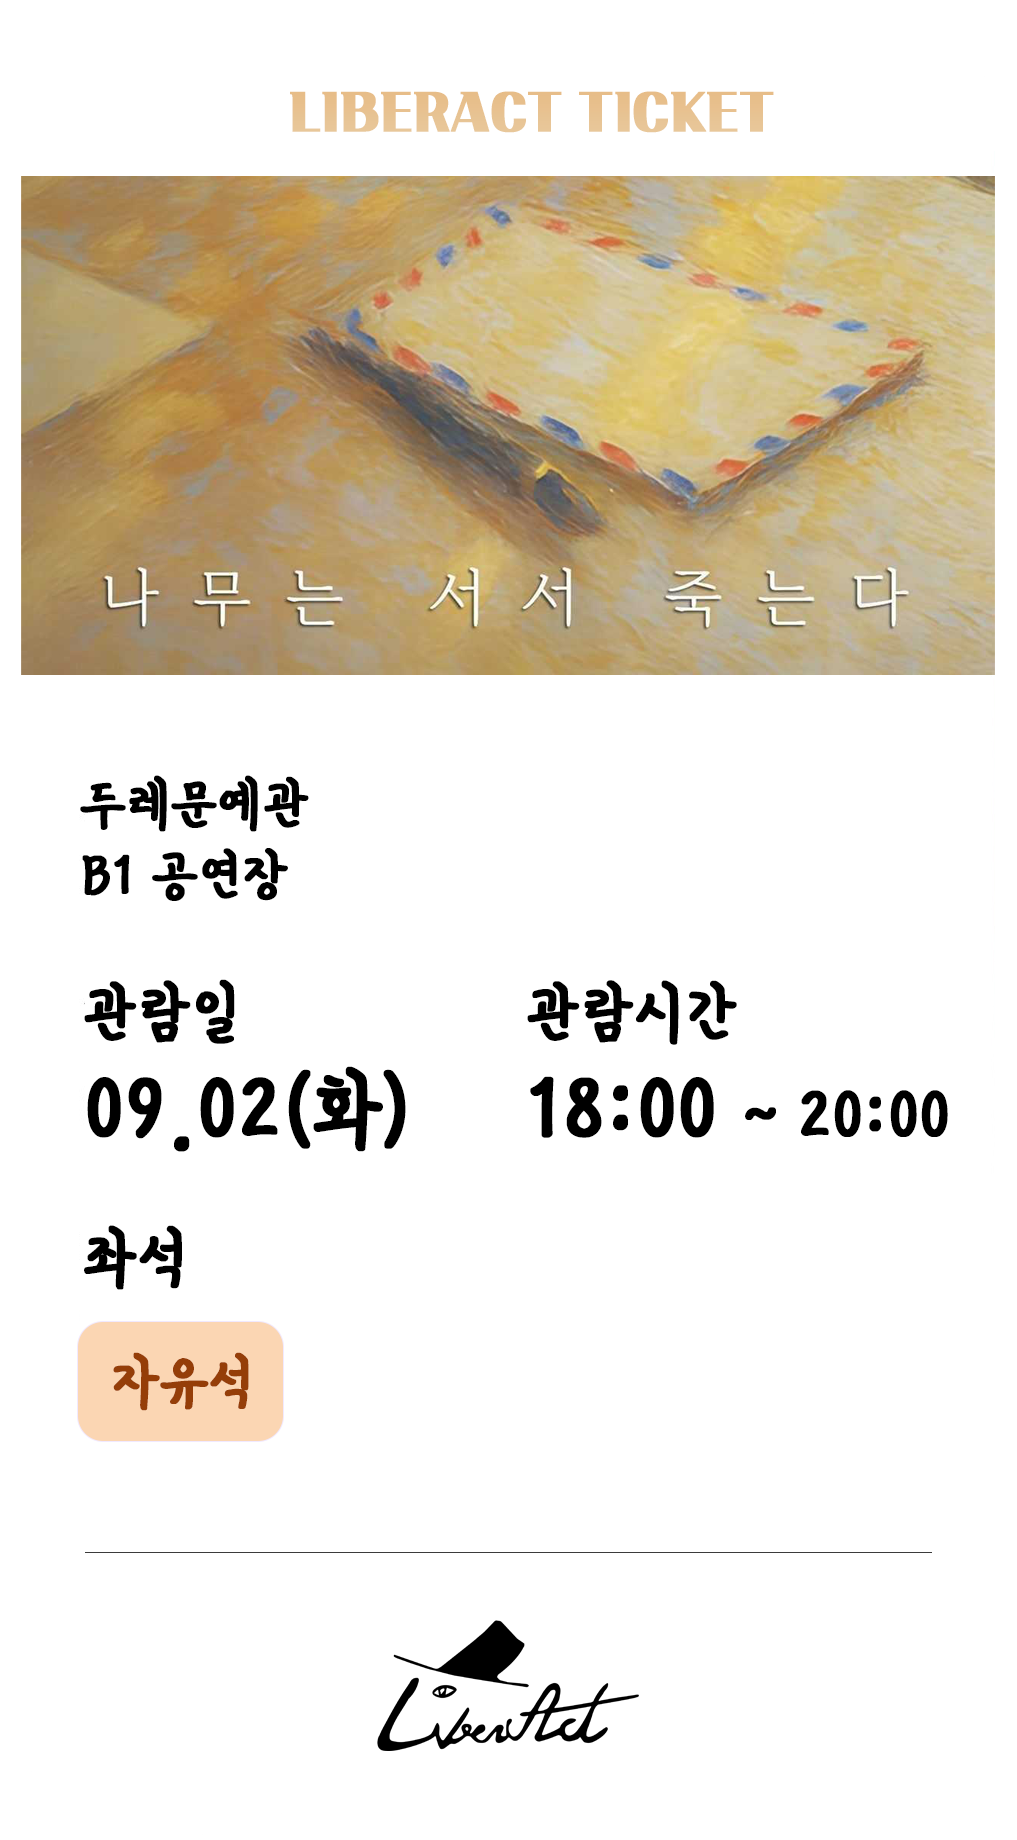 LIBERACT TICKET
나무는 서서 죽는다
두레문예관
B1 공연장
관람일 관람시간
09.02(화) 18:00 ~ 20:00
좌석
자유석
LiberAct